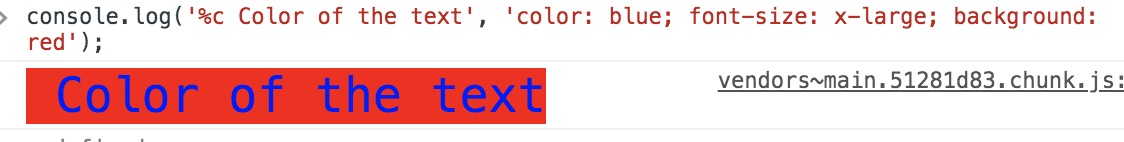 console.log('%c Color of the text', 'color: blue; font-size: x-large; background:
red');
Color of the text
vendors~main.51281d83.chunk.js: